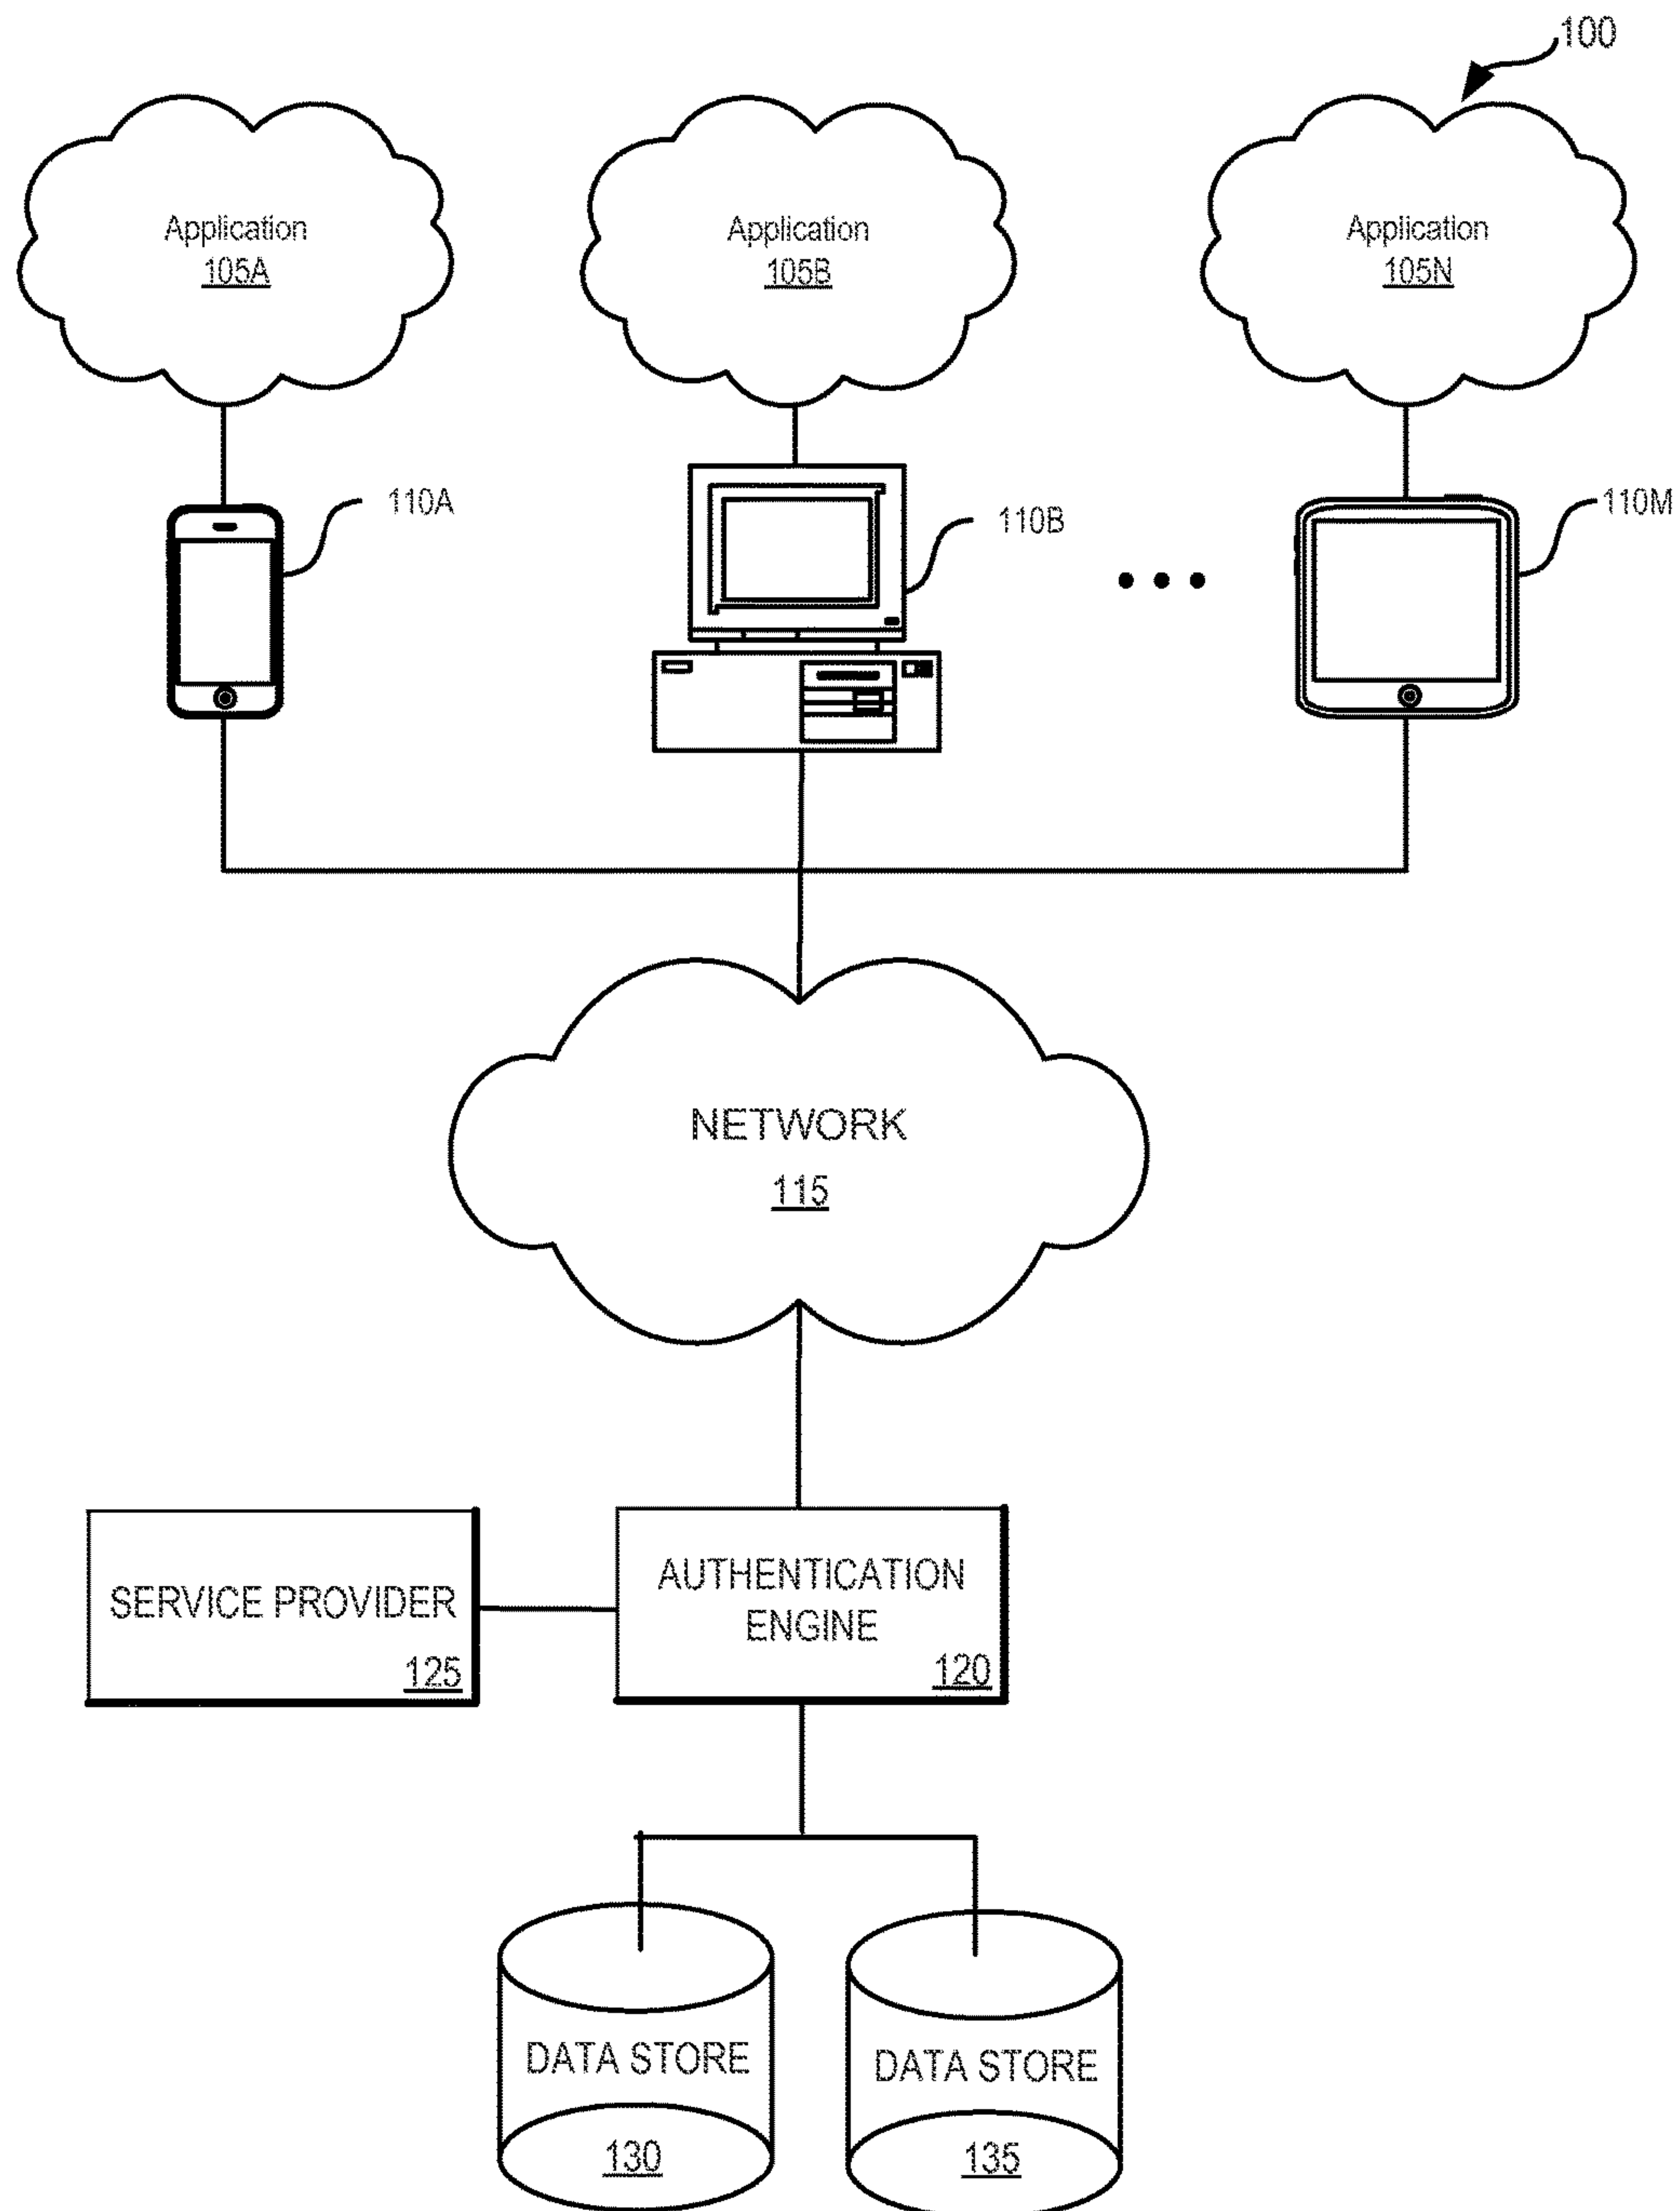 100
Application
105A
Application
105B
Application
105N
110A
110B
110M
NETWORK
115
SERVICE PROVIDER
125
AUTHENTICATION
ENGINE
120
DATA STORE
130
DATA STORE
135